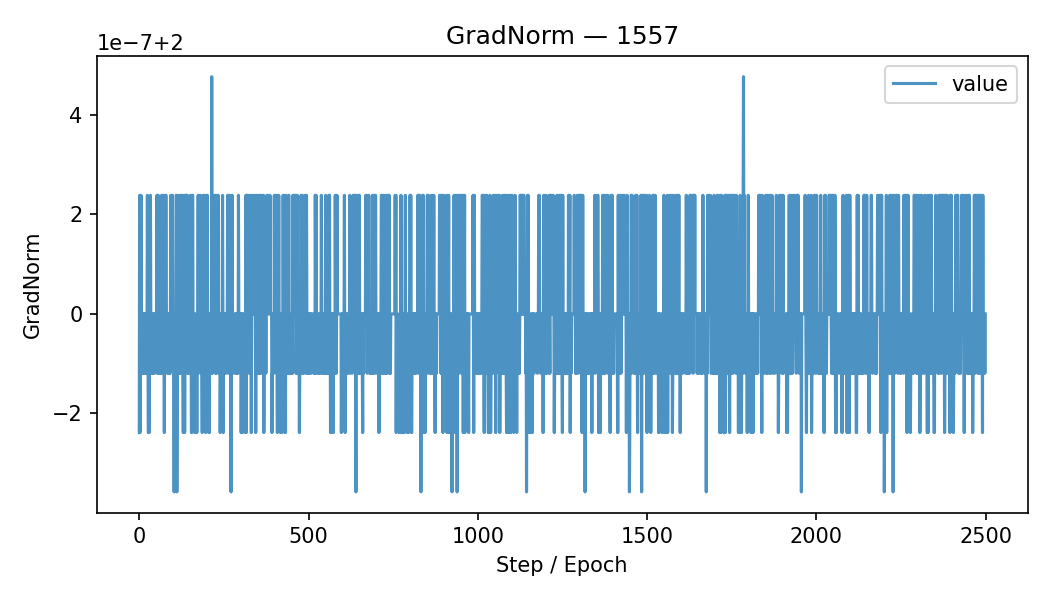 GradNorm — 1557
1e−7+2
value
GradNorm
4
2
0
−2
0 500 1000 1500 2000 2500
Step / Epoch